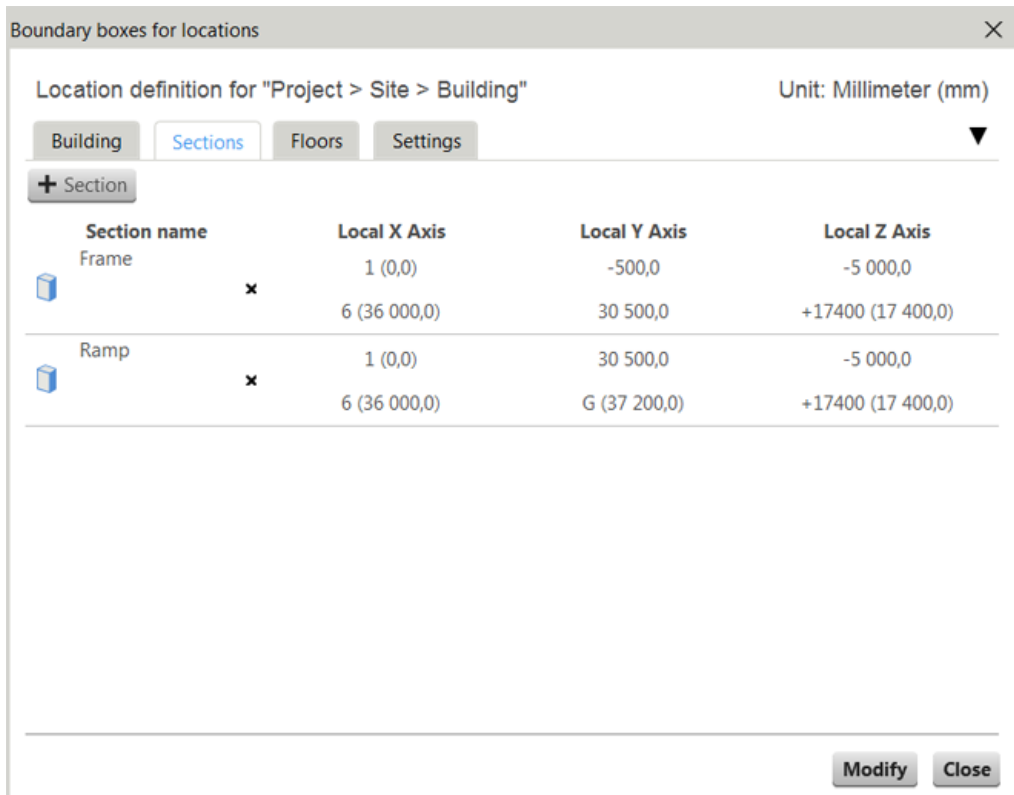 Boundary boxes for locations
Location definition for "Project > Site > Building" Unit: Millimeter (mm)
Building Sections Floors Settings
+ Section
Section name Local X Axis Local Y Axis Local Z Axis
Frame 1 (0,0) -500,0 -5 000,0
6 (36 000,0) 30 500,0 +17400 (17 400,0)
Ramp 1 (0,0) 30 500,0 -5 000,0
6 (36 000,0) G (37 200,0) +17400 (17 400,0)
Modify Close